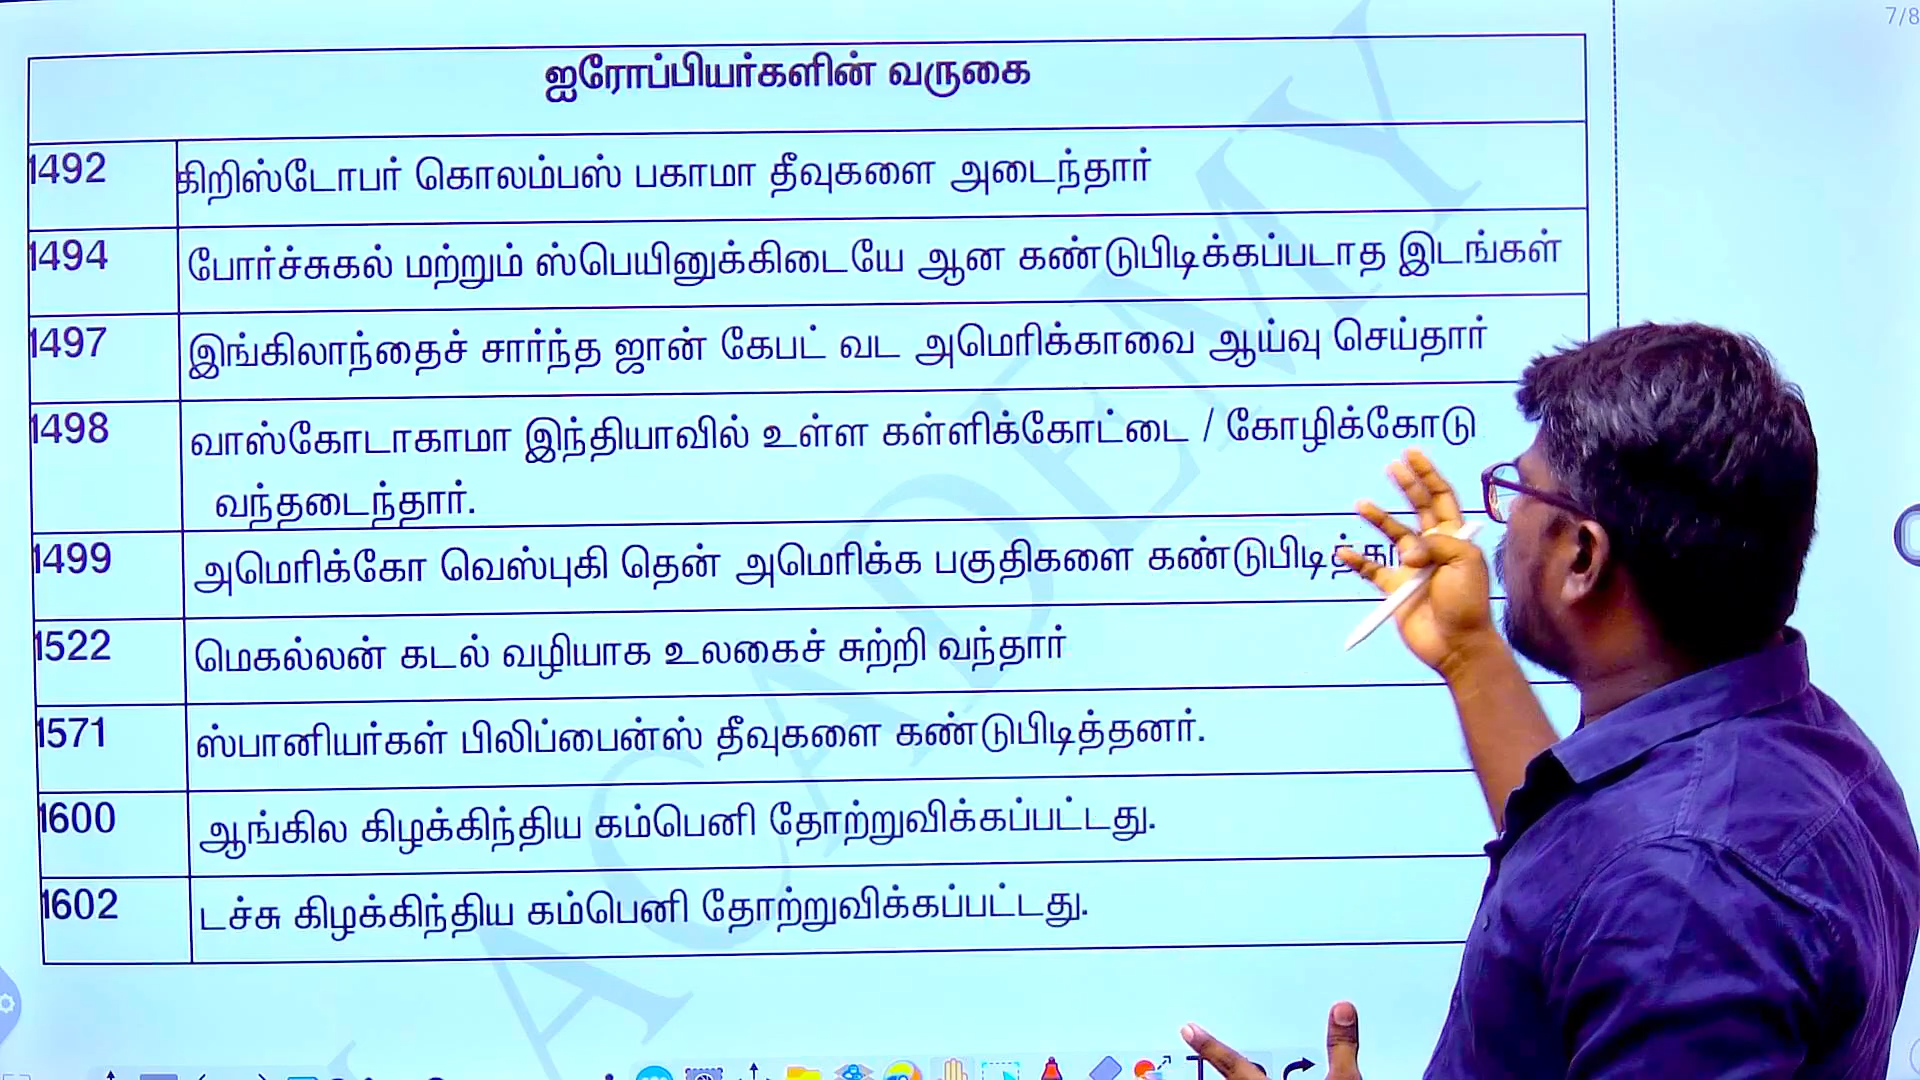 7/8
ஐரோப்பியர்களின் வருகை
1492 கிறிஸ்டோபர் கொலம்பஸ் பகாமா தீவுகளை அடைந்தார்
1494 போர்ச்சுகல் மற்றும் ஸ்பெயினுக்கிடையே ஆன கண்டுபிடிக்கப்படாத இடங்கள்
1497 இங்கிலாந்தைச் சார்ந்த ஜான் கேபட் வட அமெரிக்காவை ஆய்வு செய்தார்
1498 வாஸ்கோடாகாமா இந்தியாவில் உள்ள கள்ளிக்கோட்டை / கோழிக்கோடு
வந்தடைந்தார்.
1499 அமெரிக்கோ வெஸ்புகி தென் அமெரிக்க பகுதிகளை
1522 மெகல்லன் கடல் வழியாக உலகைச் சுற்றி வந்தார்
1571 ஸ்பானியர்கள் பிலிப்பைன்ஸ் தீவுகளை கண்டுபிடித்தனர்.
1600 ஆங்கில கிழக்கிந்திய கம்பெனி தோற்றுவிக்கப்பட்டது.
1602 டச்சு கிழக்கிந்திய கம்பெனி தோற்றுவிக்கப்பட்டது.
ACADEMY